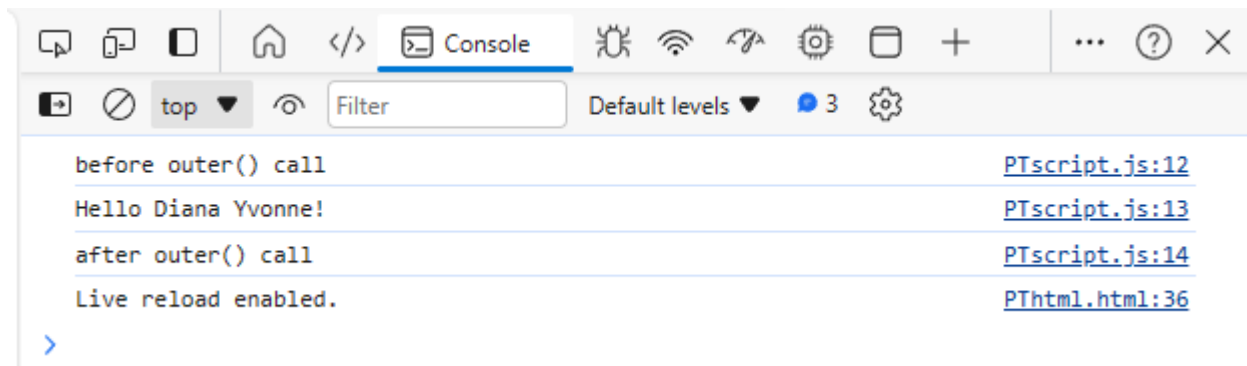 Console
top Filter Default levels 3
before outer() call PTscript.js:12
Hello Diana Yvonne! PTscript.js:13
after outer() call PTscript.js:14
Live reload enabled. PThtml.html:36